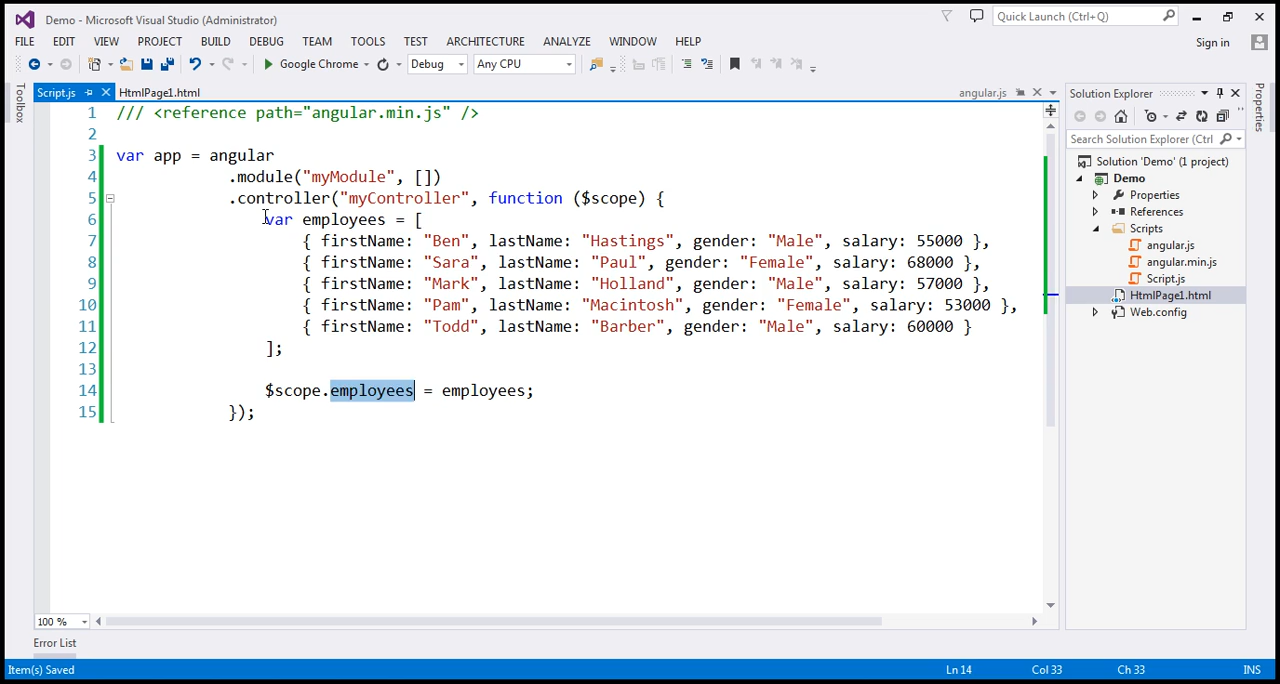 Demo - Microsoft Visual Studio (Administrator)
Quick Launch (Ctrl+Q)
FILE EDIT VIEW PROJECT BUILD DEBUG TEAM TOOLS TEST ARCHITECTURE ANALYZE WINDOW HELP
Sign in
Google Chrome Debug Any CPU
Toolbox
Script.js HtmlPage1.html angular.js
1 /// <reference path="angular.min.js" />
2
3 var app = angular
4 .module("myModule", [])
5 .controller("myController", function ($scope) {
6 var employees = [
7 { firstName: "Ben", lastName: "Hastings", gender: "Male", salary: 55000 },
8 { firstName: "Sara", lastName: "Paul", gender: "Female", salary: 68000 },
9 { firstName: "Mark", lastName: "Holland", gender: "Male", salary: 57000 },
10 { firstName: "Pam", lastName: "Macintosh", gender: "Female", salary: 53000 },
11 { firstName: "Todd", lastName: "Barber", gender: "Male", salary: 60000 }
12 ];
13
14 $scope.employees = employees;
15 });
100 %
Solution Explorer
Search Solution Explorer (Ctrl
Solution 'Demo' (1 project)
Demo
Properties
References
Scripts
angular.js
angular.min.js
Script.js
HtmlPage1.html
Web.config
Properties
Error List
Item(s) Saved Ln 14 Col 33 Ch 33 INS